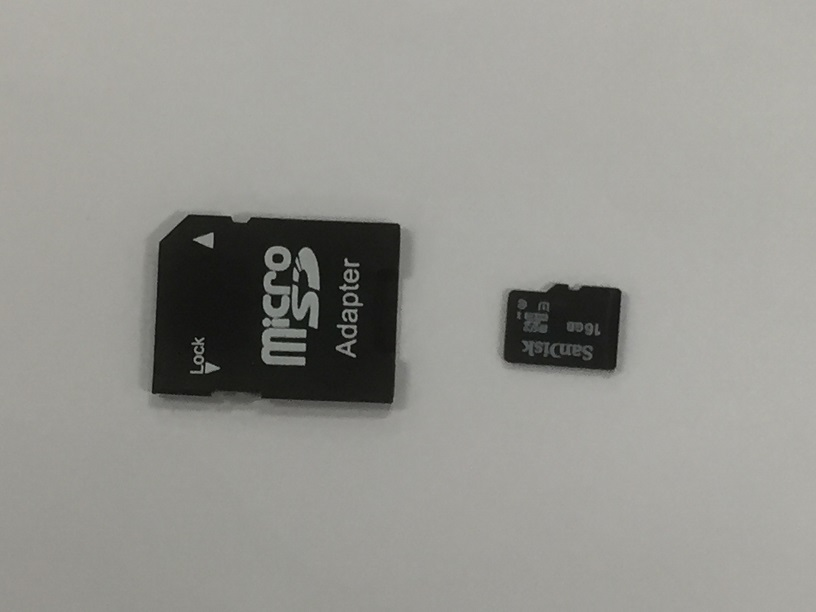 Lock
micro
SD
Adapter
SanDisk
16GB